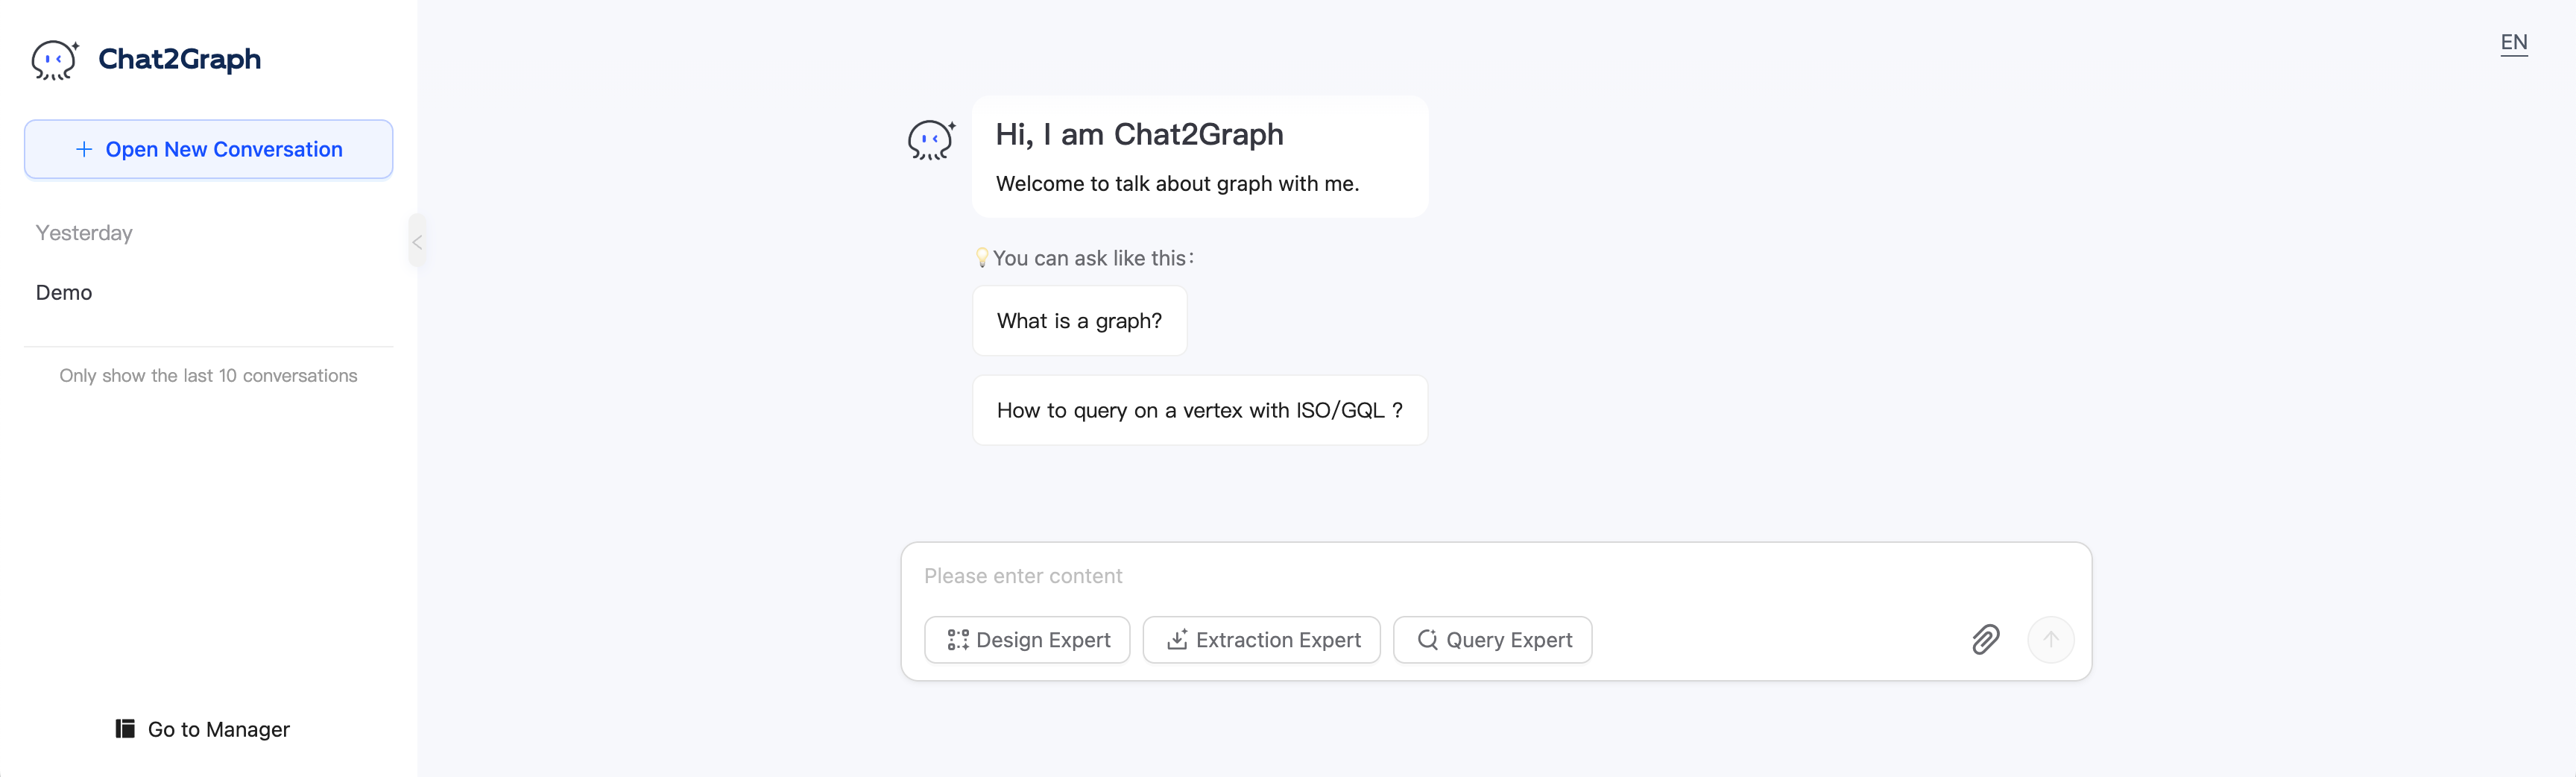 Chat2Graph
Open New Conversation
Yesterday
Demo
Only show the last 10 conversations
Go to Manager
EN
Hi, I am Chat2Graph
Welcome to talk about graph with me.
💡You can ask like this:
What is a graph?
How to query on a vertex with ISO/GQL ?
Please enter content
Design Expert
Extraction Expert
Query Expert